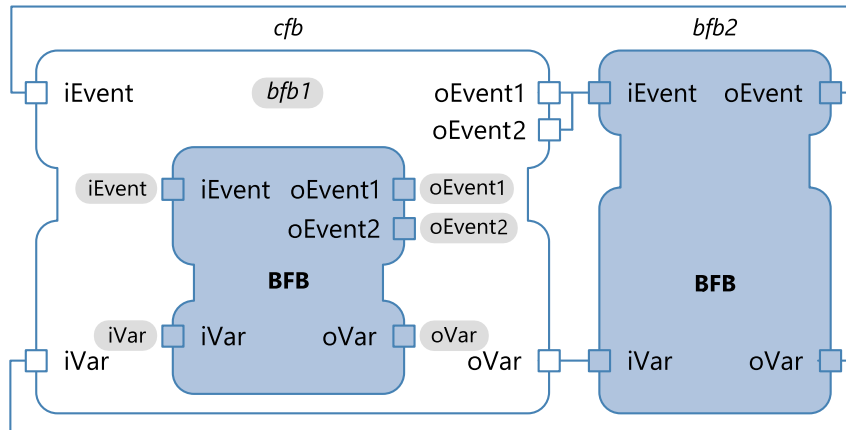 cfb
bfb2
iEvent
bfb1
oEvent1
iEvent
oEvent
oEvent2
iEvent
iEvent
oEvent1
oEvent1
oEvent2
oEvent2
BFB
BFB
iVar
iVar
oVar
oVar
iVar
oVar
iVar
oVar